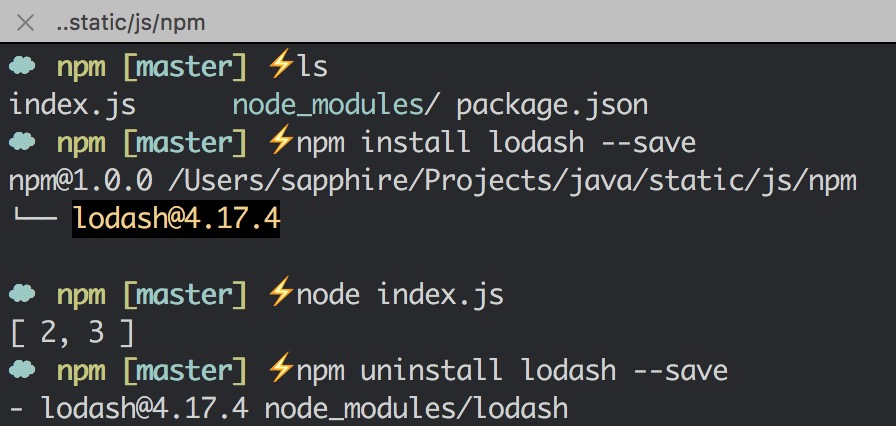 ..static/js/npm
npm [master] ⚡ls
index.js node_modules/ package.json
npm [master] ⚡npm install lodash --save
npm@1.0.0 /Users/sapphire/Projects/java/static/js/npm
└── lodash@4.17.4
npm [master] ⚡node index.js
[ 2, 3 ]
npm [master] ⚡npm uninstall lodash --save
- lodash@4.17.4 node_modules/lodash